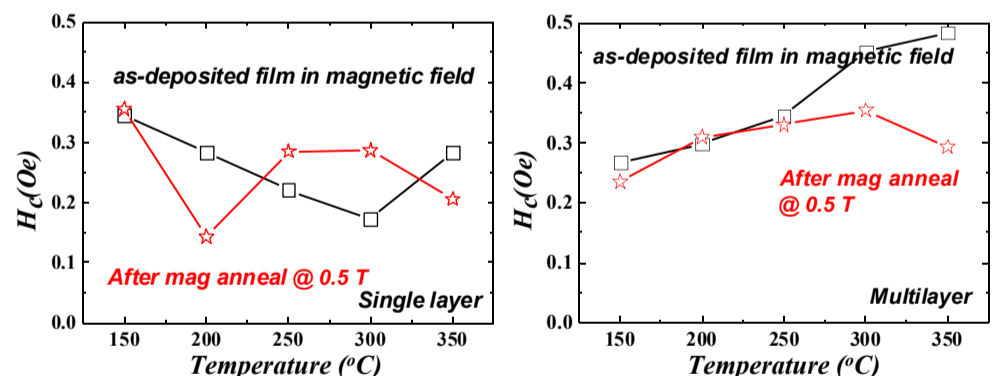 0.5
0.4
0.3
0.2
0.1
0.0
H_c(Oe)
as-deposited film in magnetic field
After mag anneal @ 0.5 T
Single layer
150 200 250 300 350
Temperature (°C)
0.5
0.4
0.3
0.2
0.1
0.0
H_c(Oe)
as-deposited film in magnetic field
After mag anneal
@ 0.5 T
Multilayer
150 200 250 300 350
Temperature (°C)